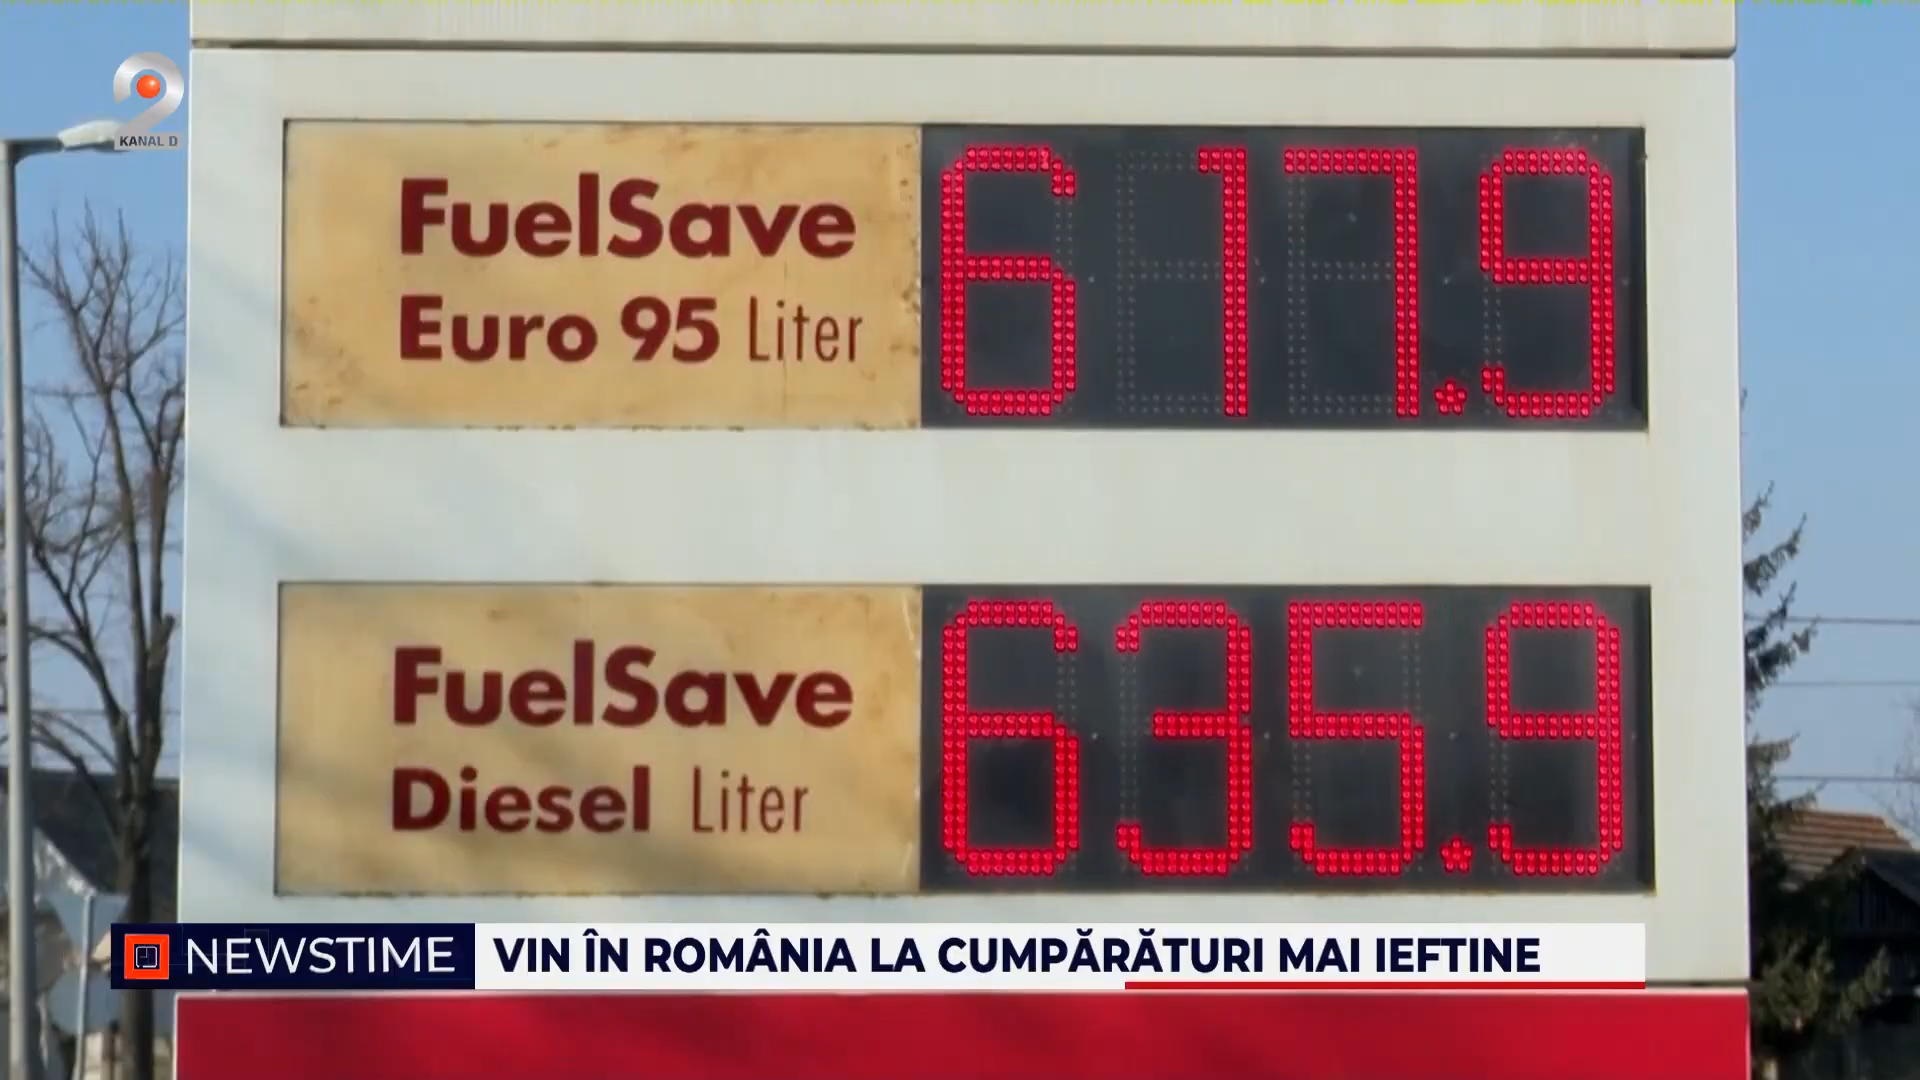 KANAL D
FuelSave
Euro 95 Liter
617.9
FuelSave
Diesel Liter
635.9
NEWSTIME
VIN ÎN ROMÂNIA LA CUMPĂRĂTURI MAI IEFTINE